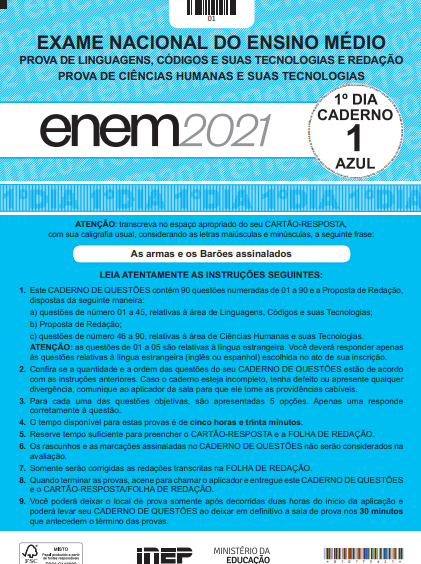 01
EXAME NACIONAL DO ENSINO MÉDIO
PROVA DE LINGUAGENS, CÓDIGOS E SUAS TECNOLOGIAS E REDAÇÃO
PROVA DE CIÊNCIAS HUMANAS E SUAS TECNOLOGIAS
enem2021
1º DIA
CADERNO
1
AZUL
1º DIA 1º DIA 1º DIA 1º DIA 1º DIA
ATENÇÃO: transcreva no espaço apropriado do seu CARTÃO-RESPOSTA,
com sua caligrafia usual, considerando as letras maiúsculas e minúsculas, a seguinte frase:
As armas e os Barões assinalados
LEIA ATENTAMENTE AS INSTRUÇÕES SEGUINTES:
1. Este CADERNO DE QUESTÕES contém 90 questões numeradas de 01 a 90 e a Proposta de Redação,
dispostas da seguinte maneira:
a) questões de número 01 a 45, relativas à área de Linguagens, Códigos e suas Tecnologias;
b) Proposta de Redação;
c) questões de número 46 a 90, relativas à área de Ciências Humanas e suas Tecnologias.
ATENÇÃO: as questões de 01 a 05 são relativas à língua estrangeira. Você deverá responder apenas
às questões relativas à língua estrangeira (inglês ou espanhol) escolhida no ato de sua inscrição.
2. Confira se a quantidade e a ordem das questões do seu CADERNO DE QUESTÕES estão de acordo
com as instruções anteriores. Caso o caderno esteja incompleto, tenha defeito ou apresente qualquer
divergência, comunique ao aplicador da sala para que ele tome as providências cabíveis.
3. Para cada uma das questões objetivas, são apresentadas 5 opções. Apenas uma responde
corretamente à questão.
4. O tempo disponível para estas provas é de cinco horas e trinta minutos.
5. Reserve tempo suficiente para preencher o CARTÃO-RESPOSTA e a FOLHA DE REDAÇÃO.
6. Os rascunhos e as marcações assinaladas no CADERNO DE QUESTÕES não serão considerados na
avaliação.
7. Somente serão corrigidas as redações transcritas na FOLHA DE REDAÇÃO.
8. Quando terminar as provas, acene para chamar o aplicador e entregue este CADERNO DE QUESTÕES
e o CARTÃO-RESPOSTA/FOLHA DE REDAÇÃO.
9. Você poderá deixar o local de prova somente após decorridas duas horas do início da aplicação e
poderá levar seu CADERNO DE QUESTÕES ao deixar em definitivo a sala de prova nos 30 minutos
que antecedem o término das provas.
FSC
MISTO
inep
MINISTÉRIO DA
EDUCAÇÃO